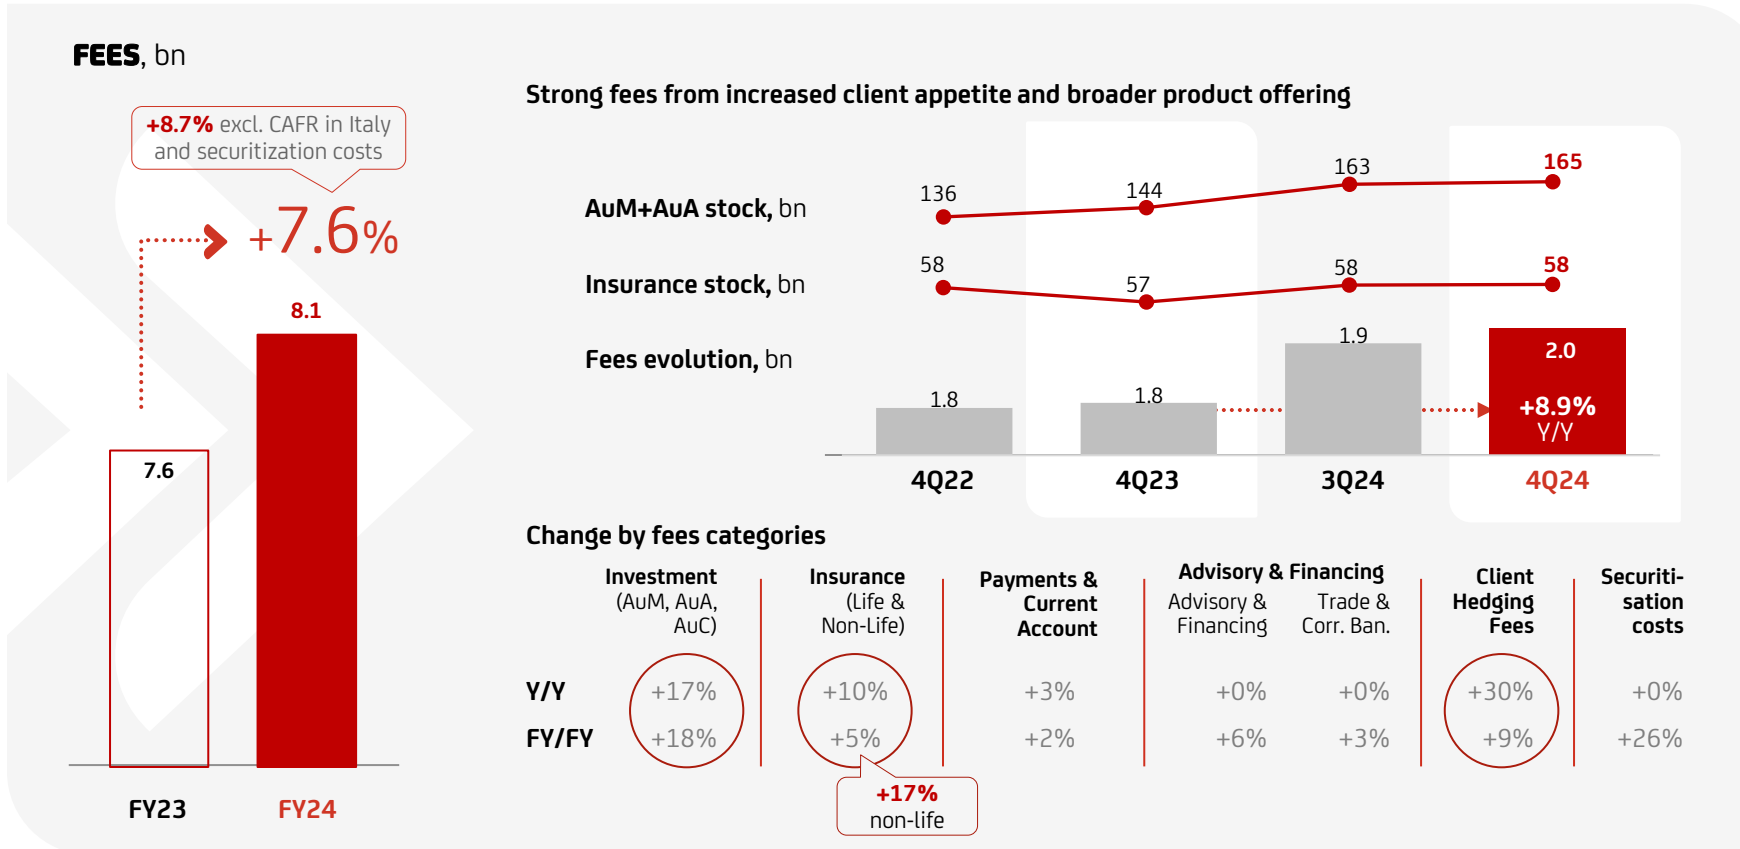 FEES, bn
+8.7% excl. CAFR in Italy
and securitization costs
+7.6%
8.1
7.6
FY23 FY24
Strong fees from increased client appetite and broader product offering
AuM+AuA stock, bn 136 144 163 165
Insurance stock, bn 58 57 58 58
Fees evolution, bn 1.8 1.8 1.9 2.0
+8.9%
Y/Y
4Q22 4Q23 3Q24 4Q24
Change by fees categories
Investment
(AuM, AuA,
AuC)
Insurance
(Life &
Non-Life)
Payments &
Current
Account
Advisory & Financing
Advisory &
Financing
Trade &
Corr. Ban.
Client
Hedging
Fees
Securiti-
sation
costs
Y/Y +17% +10% +3% +0% +0% +30% +0%
FY/FY +18% +5% +2% +6% +3% +9% +26%
+17%
non-life